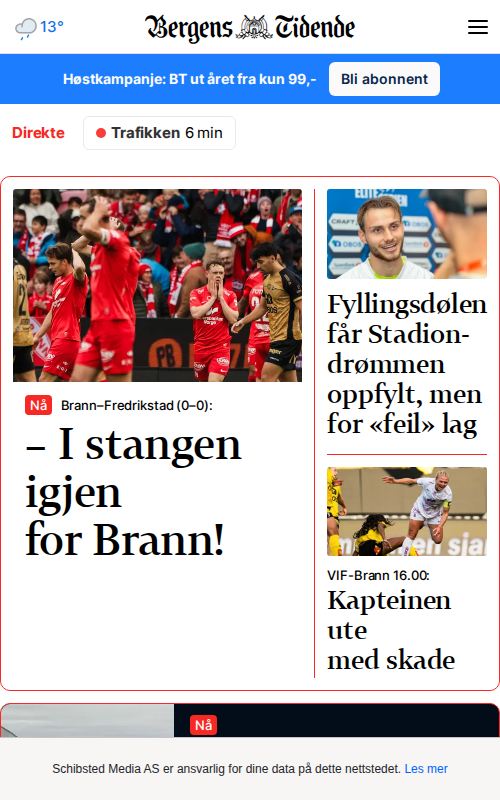 13°
Bergens Tidende
Høstkampanje: BT ut året fra kun 99,-
Bli abonnent
Direkte
Trafikken 6 min
Nå
Brann–Fredrikstad (0–0):
– I stangen
igjen
for Brann!
Fyllingsdølen
får Stadion-
drømmen
oppfylt, men
for «feil» lag
VIF-Brann 16.00:
Kapteinen
ute
med skade
Nå
Schibsted Media AS er ansvarlig for dine data på dette nettstedet. Les mer